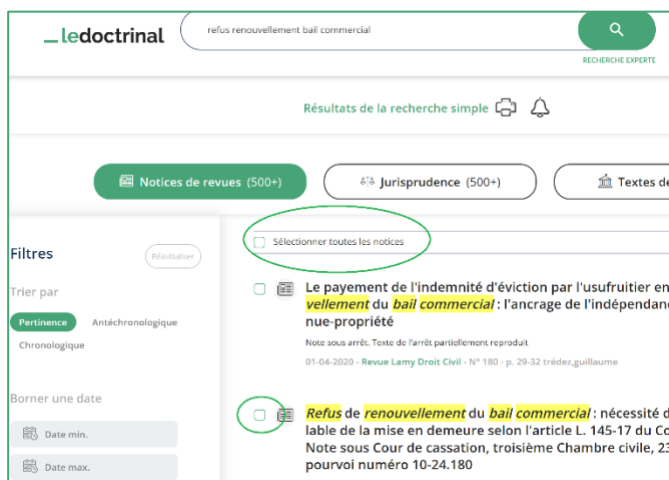 _ledoctrinal
refus renouvellement bail commercial
RECHERCHE EXPERTE
Résultats de la recherche simple
Notices de revues (500+)
Jurisprudence (500+)
Textes de
Filtres
Réinitialiser
Trier par
Pertinence
Antéchronologique
Chronologique
Borner une date
Date min.
Date max.
Sélectionner toutes les notices
Le payement de l'indemnité d'éviction par l'usufruitier en
vellement du bail commercial : l'ancrage de l'indépendanc
nue-propriété
Note sous arrêt. Texte de l'arrêt partiellement reproduit
01-04-2020 - Revue Lamy Droit Civil - N° 180 - p. 29-32 trédez,guillaume
Refus de renouvellement du bail commercial : nécessité d
lable de la mise en demeure selon l'article L. 145-17 du Co
Note sous Cour de cassation, troisième Chambre civile, 23
pourvoi numéro 10-24.180